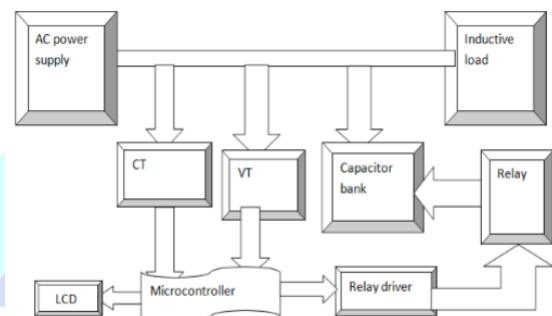 AC power
supply
Inductive
load
CT
VT
Capacitor
bank
Relay
LCD
Microcontroller
Relay driver